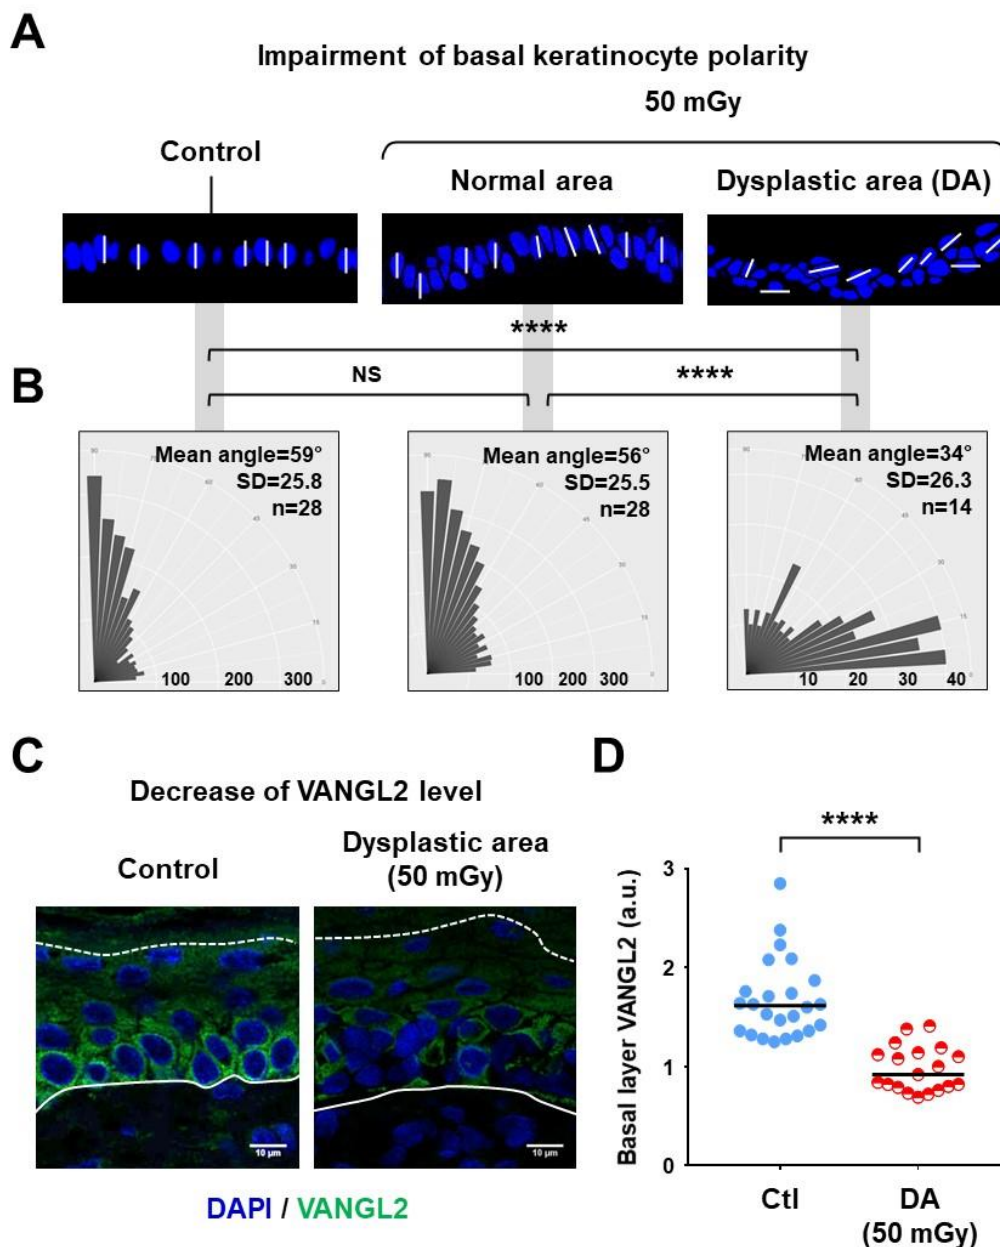 A
Impairment of basal keratinocyte polarity
50 mGy
Control
Normal area
Dysplastic area (DA)
****
NS
****
B
Mean angle=59°
SD=25.8
n=28
100 200 300
Mean angle=56°
SD=25.5
n=28
100 200 300
Mean angle=34°
SD=26.3
n=14
10 20 30 40
C
Decrease of VANGL2 level
Control
Dysplastic area
(50 mGy)
10 µm
10 µm
DAPI / VANGL2
D
****
Basal layer VANGL2 (a.u.)
3
2
1
0
Ctl
DA
(50 mGy)